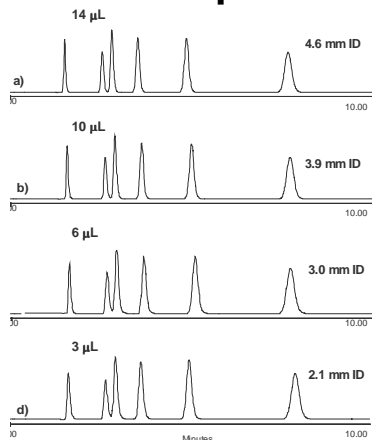 14 μL
4.6 mm ID
a)
10.00
10 μL
3.9 mm ID
b)
10.00
6 μL
3.0 mm ID
10.00
3 μL
2.1 mm ID
d)
10.00
Minutes